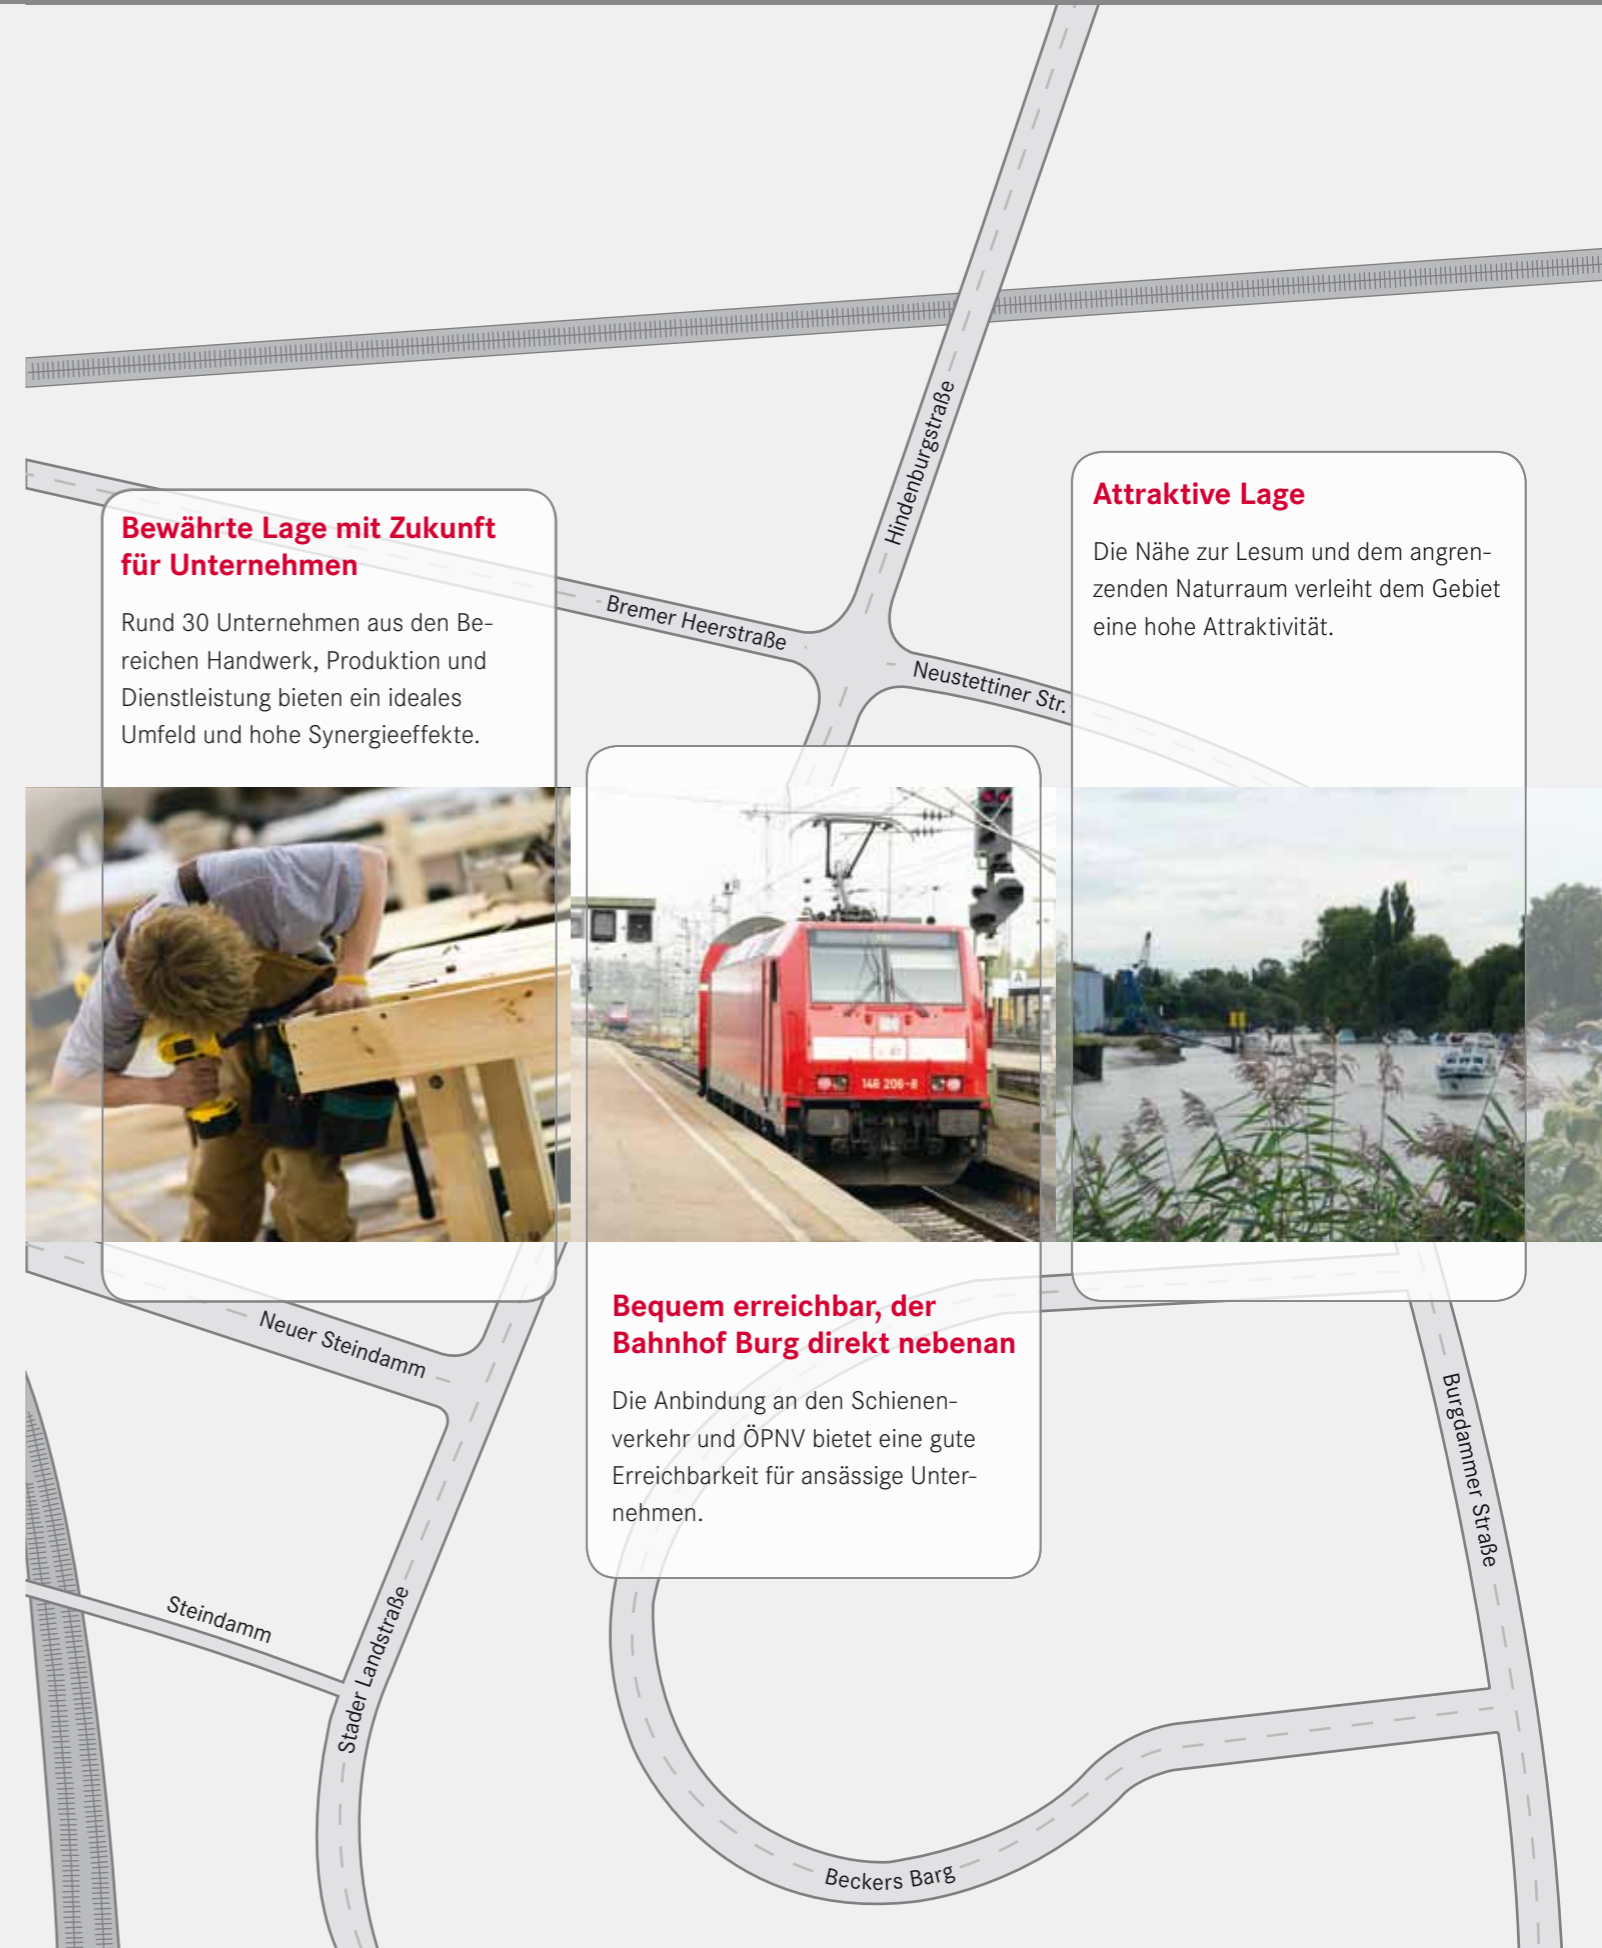 Hindenburgstraße
Bremer Heerstraße
Neustettiner Str.
Bewährte Lage mit Zukunft
für Unternehmen
Rund 30 Unternehmen aus den Be-
reichen Handwerk, Produktion und
Dienstleistung bieten ein ideales
Umfeld und hohe Synergieeffekte.
Attraktive Lage
Die Nähe zur Lesum und dem angren-
zenden Naturraum verleiht dem Gebiet
eine hohe Attraktivität.
A
146 206-8
Bequem erreichbar, der
Bahnhof Burg direkt nebenan
Die Anbindung an den Schienen-
verkehr und ÖPNV bietet eine gute
Erreichbarkeit für ansässige Unter-
nehmen.
Neuer Steindamm
Steindamm
Stader Landstraße
Burgdammer Straße
Beckers Barg